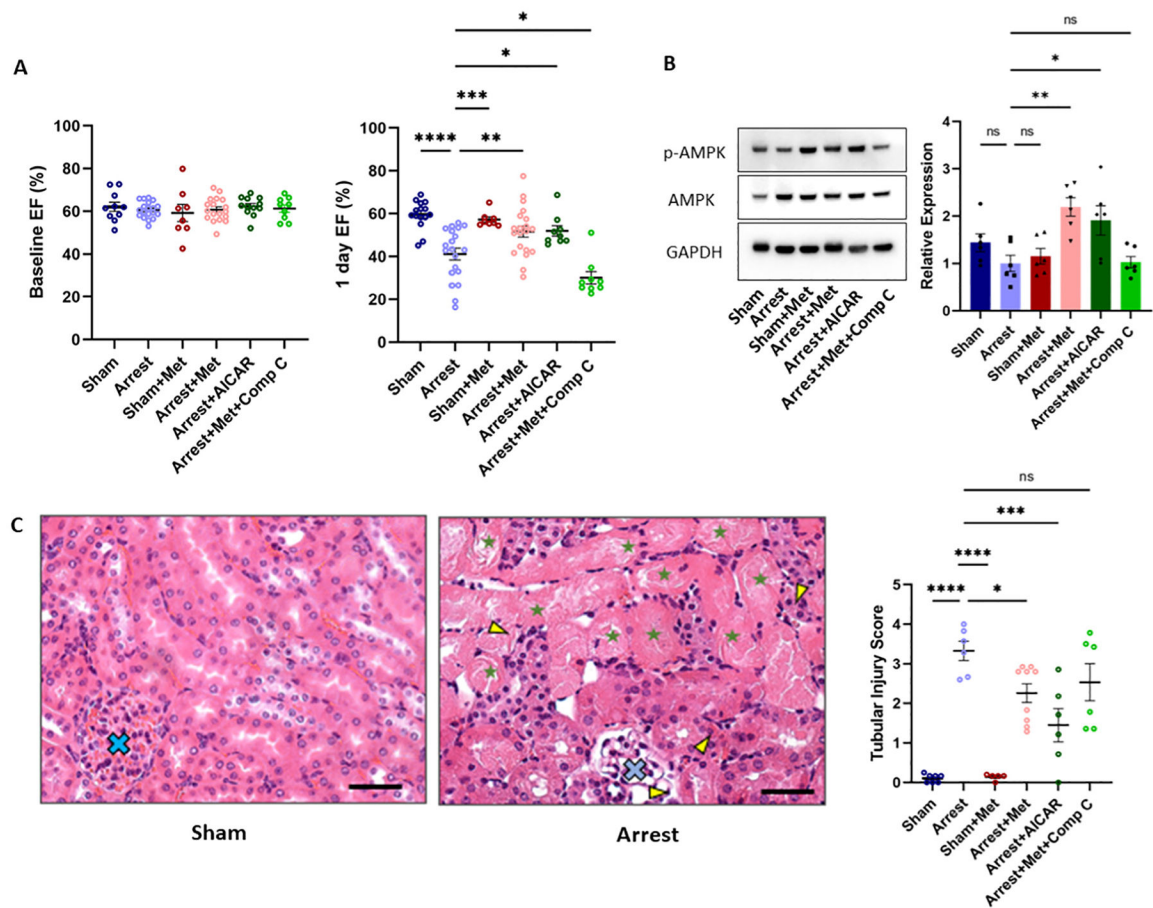 A
Baseline EF (%)
100
80
60
40
20
0
Sham
Arrest
Sham+Met
Arrest+Met
Arrest+AICAR
Arrest+Met+Comp C
*
*
***
**** **
1 day EF (%)
100
80
60
40
20
0
Sham
Arrest
Sham+Met
Arrest+Met
Arrest+AICAR
Arrest+Met+Comp C
B
p-AMPK
AMPK
GAPDH
Sham
Arrest
Sham+Met
Arrest+Met
Arrest+AICAR
Arrest+Met+Comp C
ns
*
**
ns ns
Relative Expression
4
3
2
1
0
Sham
Arrest
Sham+Met
Arrest+Met
Arrest+AICAR
Arrest+Met+Comp C
C
Sham
Arrest
ns
***
****
**** *
Tubular Injury Score
5
4
3
2
1
0
Sham
Arrest
Sham+Met
Arrest+Met
Arrest+AICAR
Arrest+Met+Comp C